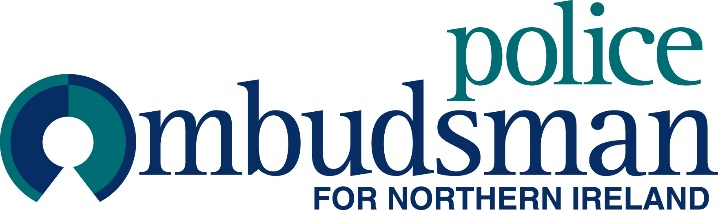 police
Ombudsman
FOR NORTHERN IRELAND